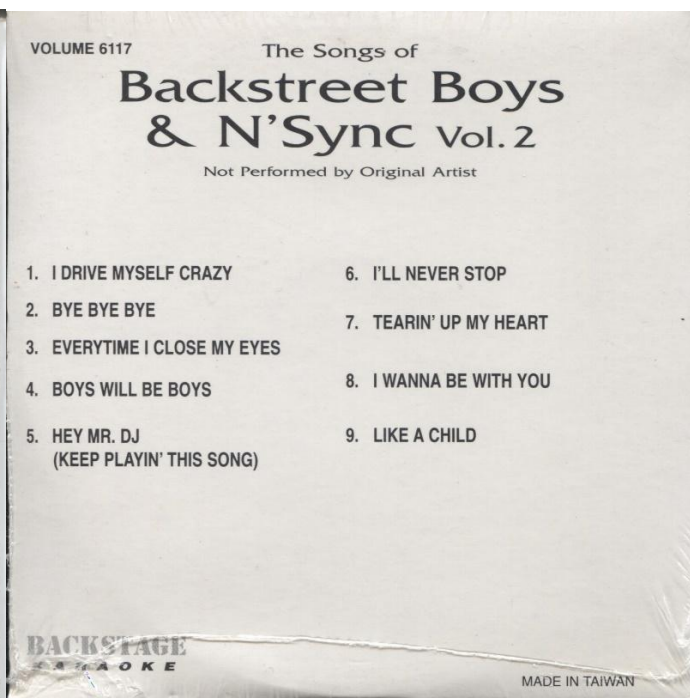 VOLUME 6117
The Songs of
Backstreet Boys
& N'Sync Vol. 2
Not Performed by Original Artist
1. I DRIVE MYSELF CRAZY
2. BYE BYE BYE
3. EVERYTIME I CLOSE MY EYES
4. BOYS WILL BE BOYS
5. HEY MR. DJ
(KEEP PLAYIN' THIS SONG)
6. I'LL NEVER STOP
7. TEARIN' UP MY HEART
8. I WANNA BE WITH YOU
9. LIKE A CHILD
BACKSTAGE
KARAOKE
MADE IN TAIWAN